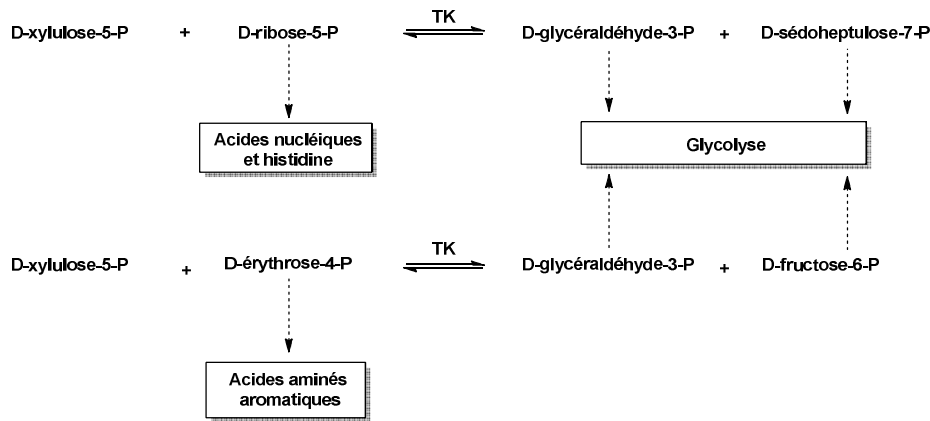 D-xylulose-5-P + D-ribose-5-P TK D-glycéraldéhyde-3-P + D-sédoheptulose-7-P
Acides nucléiques
et histidine
Glycolyse
D-xylulose-5-P + D-érythrose-4-P TK D-glycéraldéhyde-3-P + D-fructose-6-P
Acides aminés
aromatiques